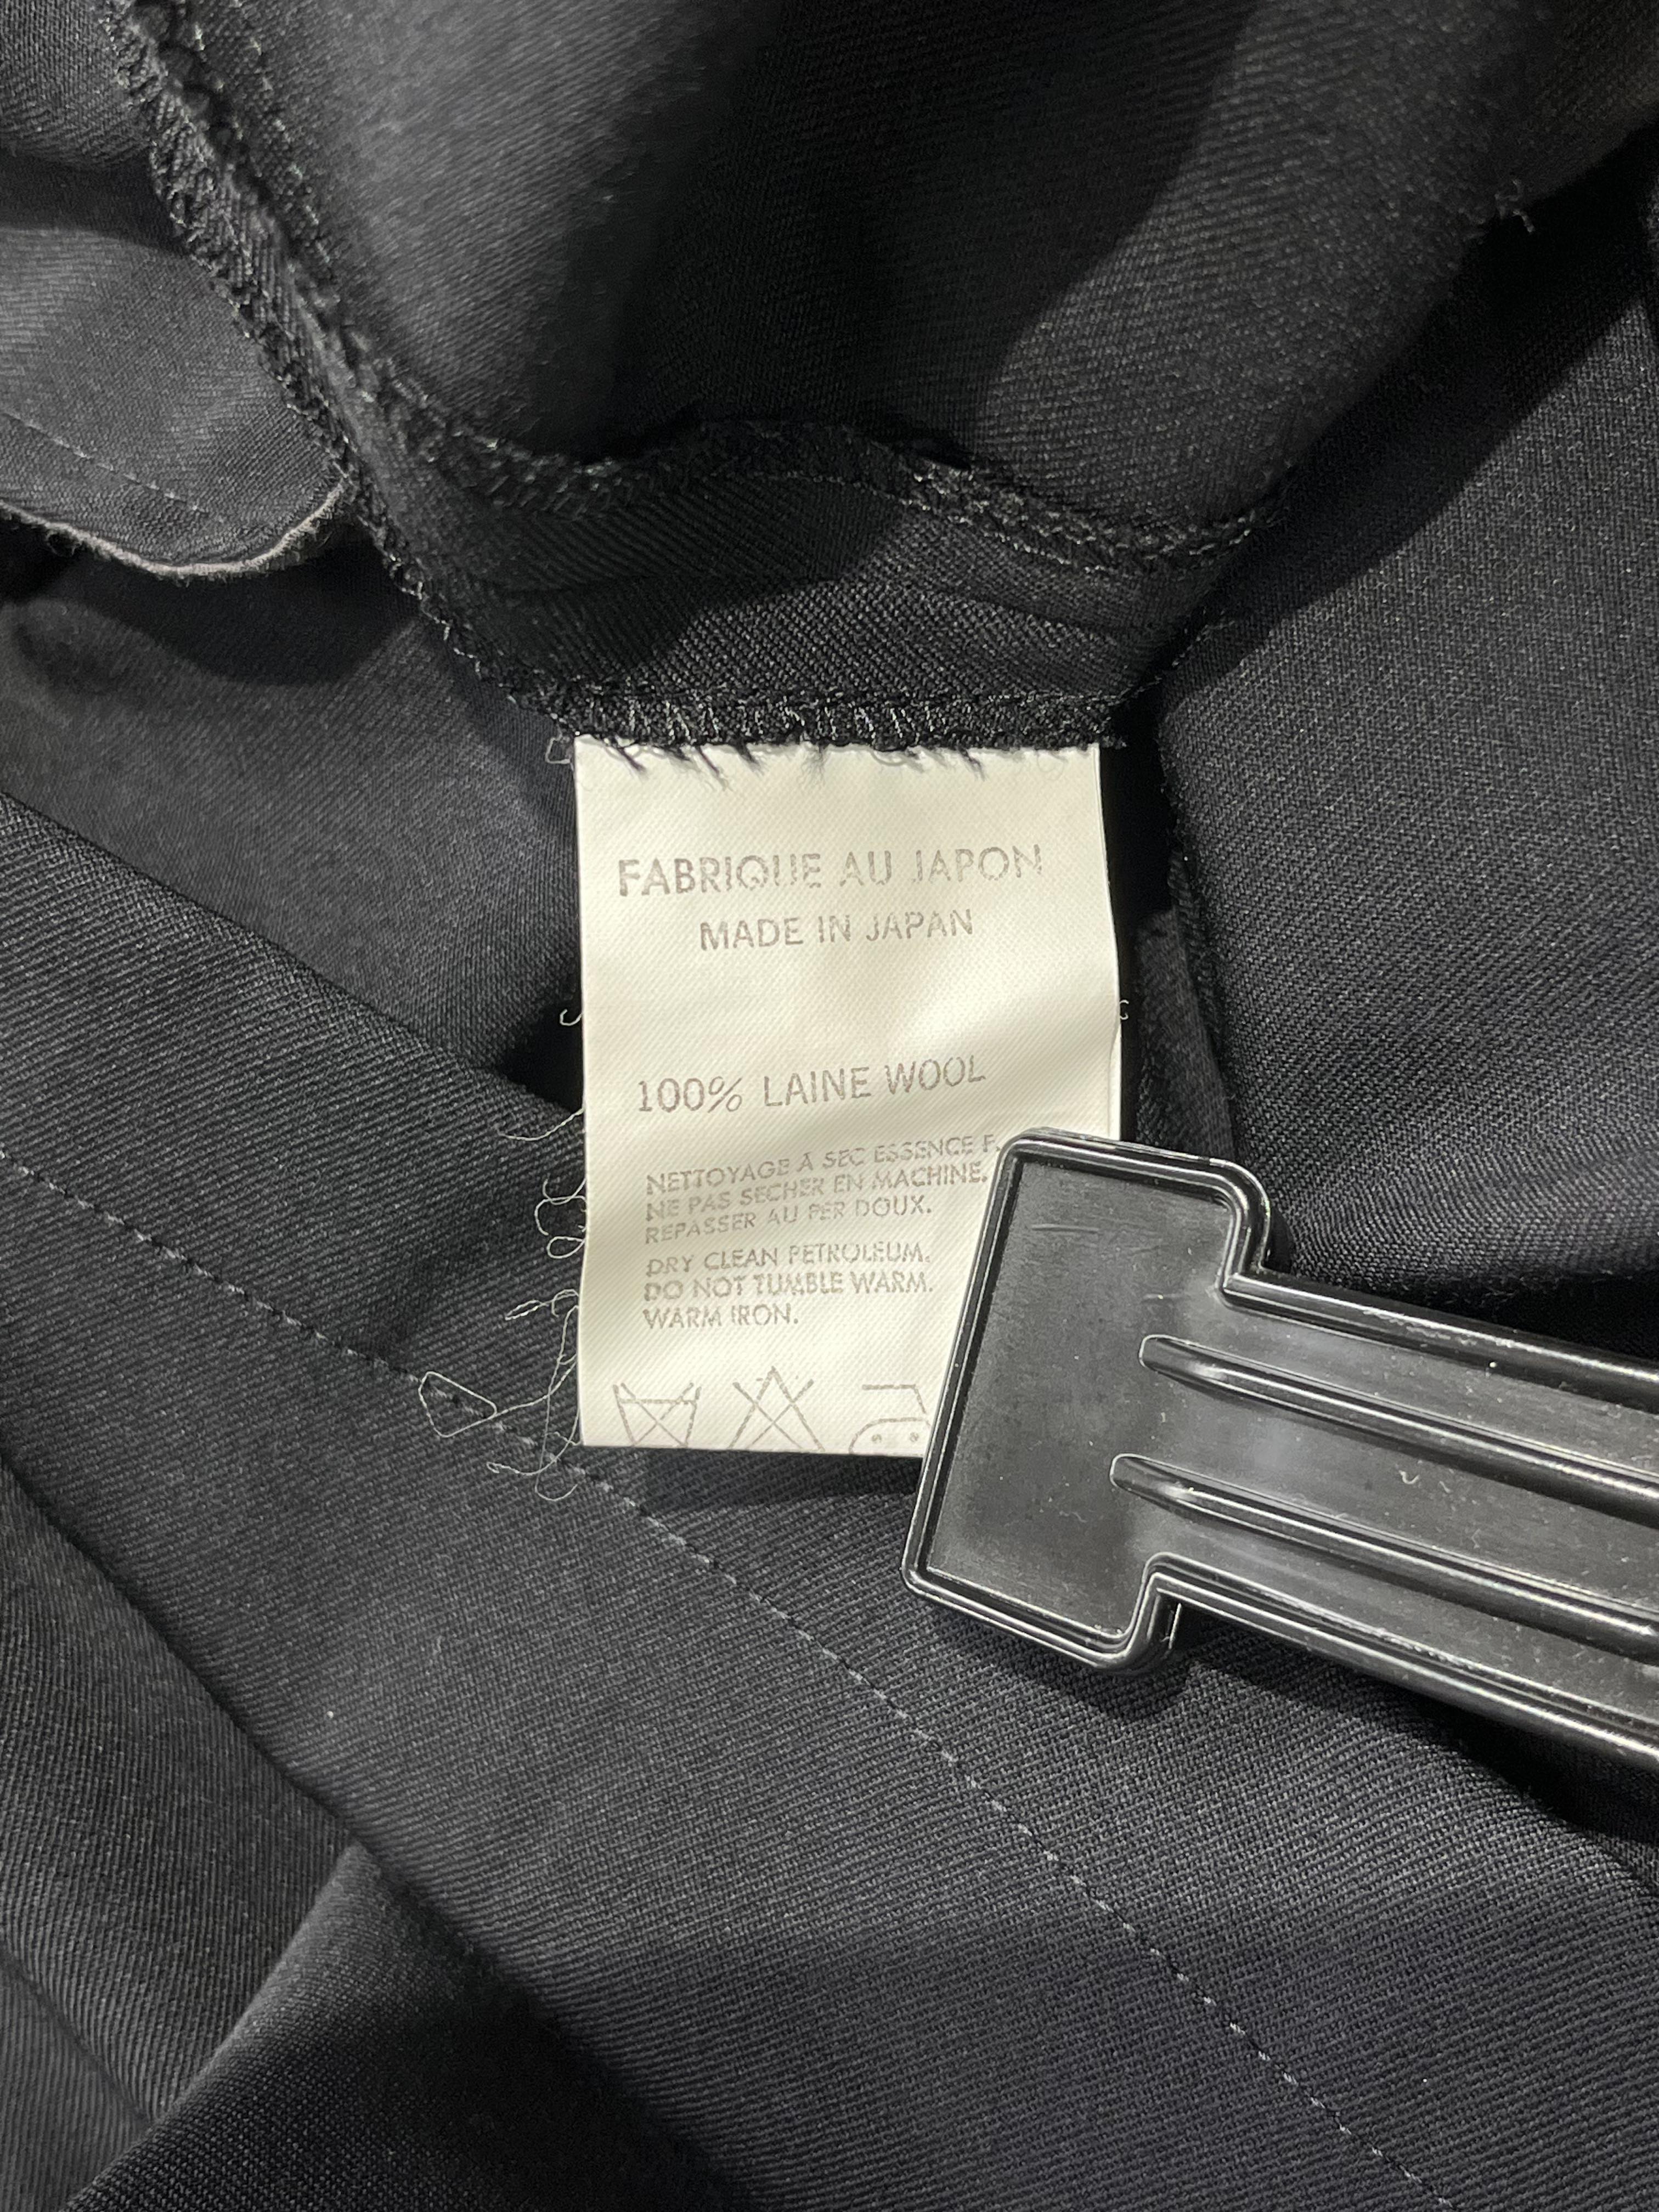 FABRIQUE AU JAPON
MADE IN JAPAN
100% LAINE WOOL
NETTOYAGE A SEC ESSENCE F.
NE PAS SECHER EN MACHINE.
REPASSER AU FER DOUX.
DRY CLEAN PETROLEUM.
DO NOT TUMBLE WARM.
WARM IRON.